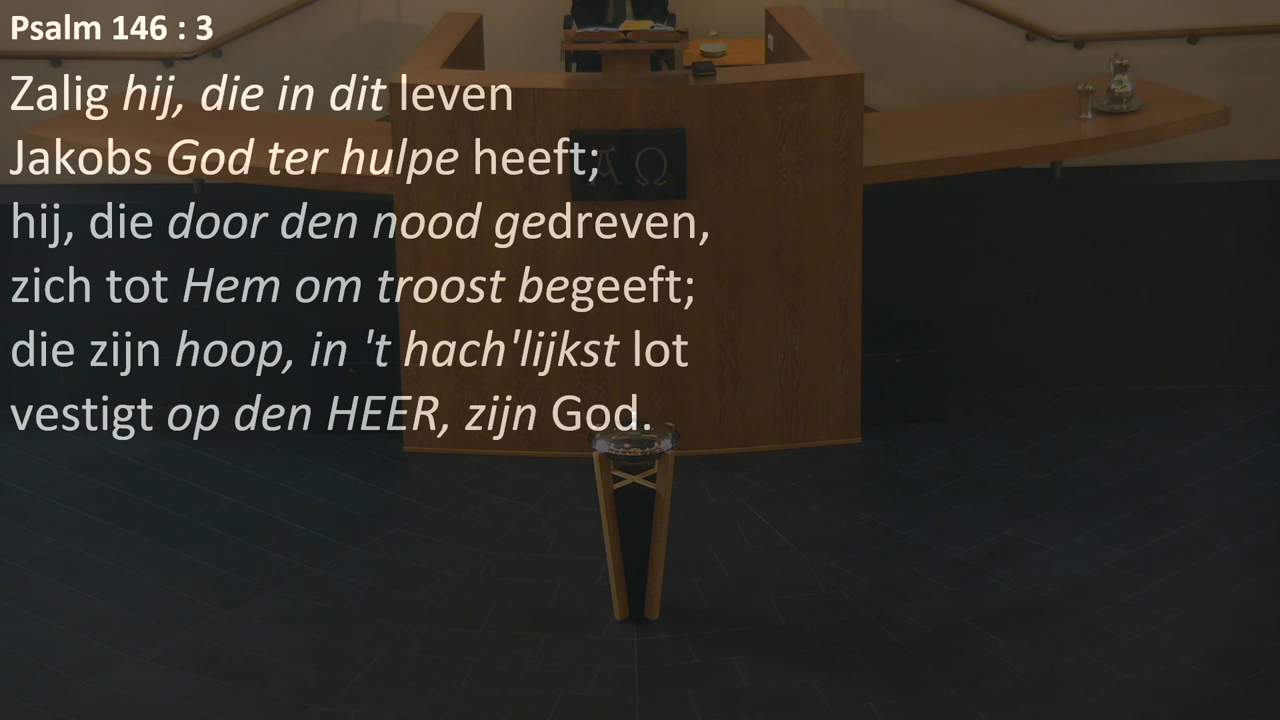 Psalm 146 : 3
Zalig hij, die in dit leven
Jakobs God ter hulpe heeft;
hij, die door den nood gedreven,
zich tot Hem om troost begeeft;
die zijn hoop, in 't hach'lijkst lot
vestigt op den HEER, zijn God.
Α Ω